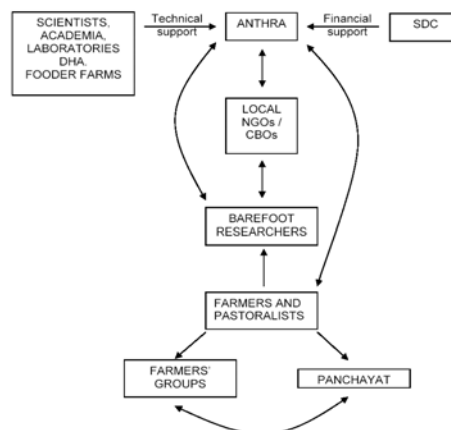 SCIENTISTS,
ACADEMIA,
LABORATORIES
DHA.
FOODER FARMS
Technical
support
ANTHRA
Financial
support
SDC
LOCAL
NGOs /
CBOs
BAREFOOT
RESEARCHERS
FARMERS AND
PASTORALISTS
FARMERS'
GROUPS
PANCHAYAT